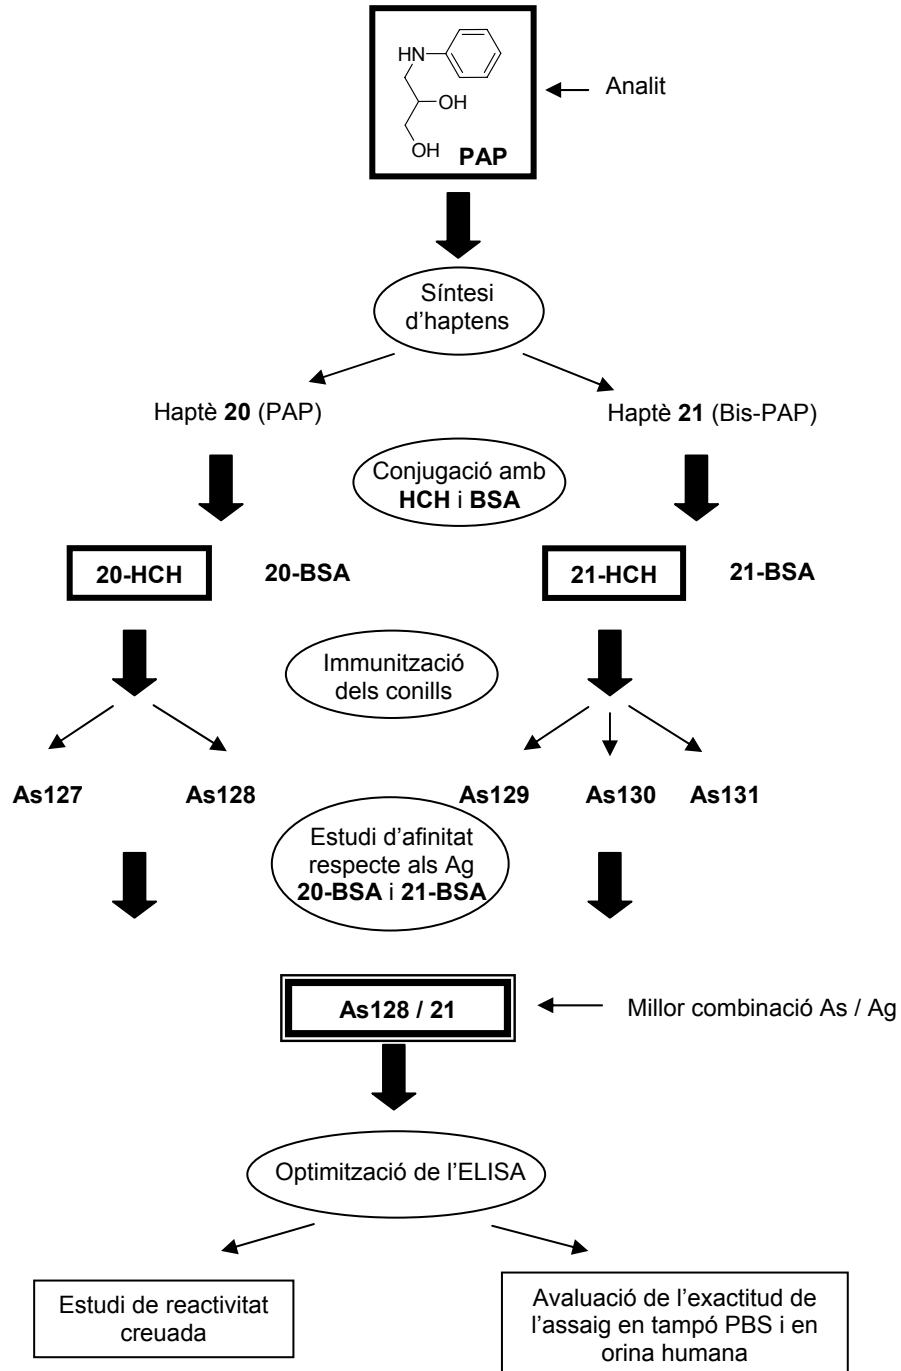 HN
OH
OH
PAP
Analit
Síntesi
d’haptens
Haptè 20 (PAP)
Haptè 21 (Bis-PAP)
Conjugació amb
HCH i BSA
20-HCH
20-BSA
21-HCH
21-BSA
Immunització
dels conills
As127
As128
As129
As130
As131
Estudi d’afinitat
respecte als Ag
20-BSA i 21-BSA
As128 / 21
Millor combinació As / Ag
Optimització de l’ELISA
Estudi de reactivitat
creuada
Avaluació de l’exactitud de
l’assaig en tampó PBS i en
orina humana